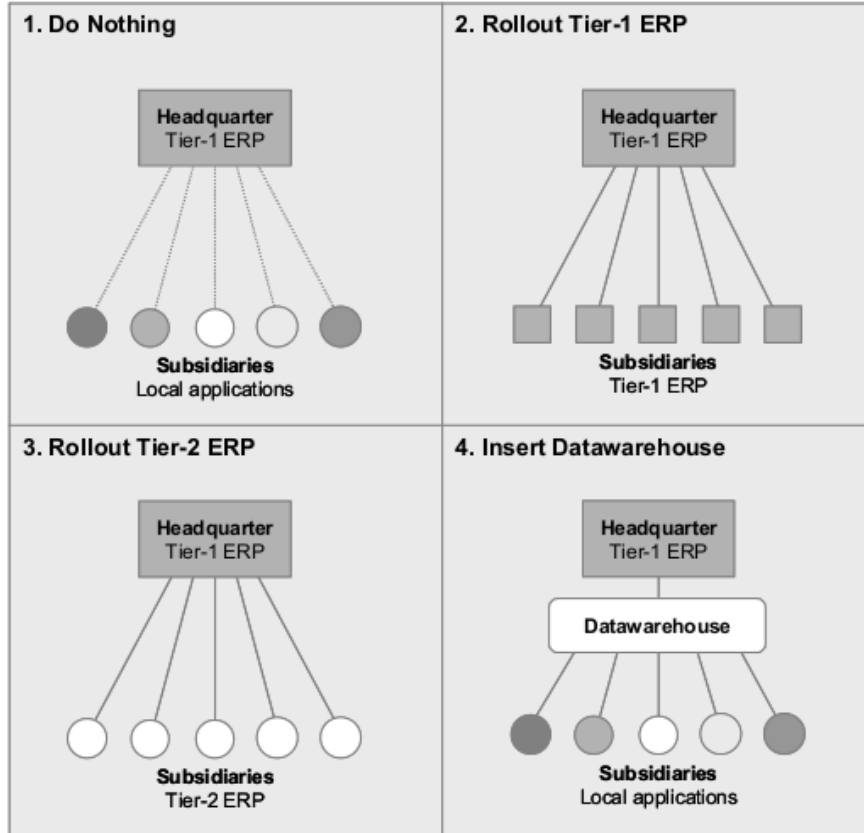 1. Do Nothing
Headquarter
Tier-1 ERP
Subsidiaries
Local applications
2. Rollout Tier-1 ERP
Headquarter
Tier-1 ERP
Subsidiaries
Tier-1 ERP
3. Rollout Tier-2 ERP
Headquarter
Tier-1 ERP
Subsidiaries
Tier-2 ERP
4. Insert Datawarehouse
Headquarter
Tier-1 ERP
Datawarehouse
Subsidiaries
Local applications